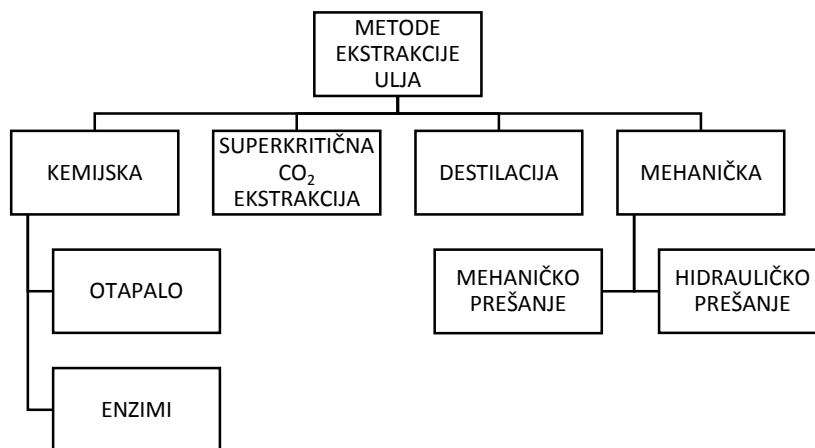 METODE
EKSTRAKCIJE
ULJA
KEMIJSKA
SUPERKRITIČNA
CO₂
EKSTRAKCIJA
DESTILACIJA
MEHANIČKA
OTAPALO
ENZIMI
MEHANIČKO
PREŠANJE
HIDRAULIČKO
PREŠANJE